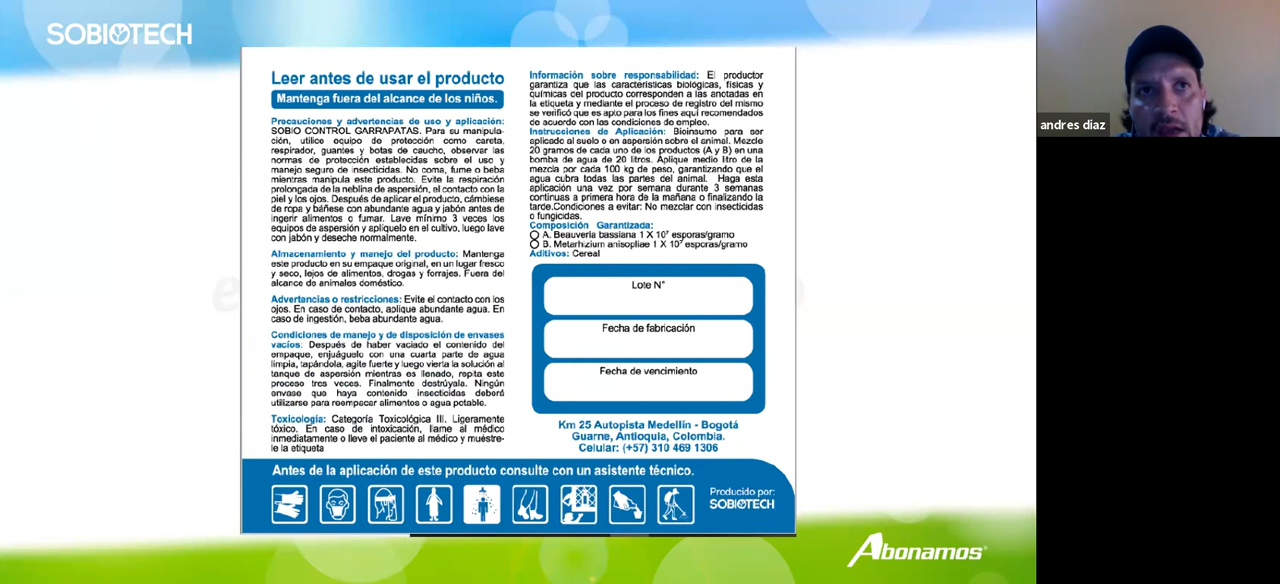 SOBIOTECH
Leer antes de usar el producto
Mantenga fuera del alcance de los niños.
Precauciones y advertencias de uso y aplicación:
SOBIO CONTROL GARRAPATAS. Para su manipula-
ción, utilice equipo de protección como careta,
respirador, guantes y botas de caucho, observar las
normas de protección establecidas sobre el uso y
manejo seguro de insecticidas. No coma, fume o beba
mientras manipula este producto. Evite la respiración
prolongada de la neblina de aspersión, el contacto con la
piel y los ojos. Después de aplicar el producto, cámbiese
de ropa y báñese con abundante agua y jabón antes de
ingerir alimentos o fumar. Lave mínimo 3 veces los
equipos de aspersión y aplíquelo en el cultivo, luego lave
con jabón y deseche normalmente.
Almacenamiento y manejo del producto: Mantenga
este producto en su empaque original, en un lugar fresco
y seco, lejos de alimentos, drogas y forrajes. Fuera del
alcance de animales doméstico.
Advertencias o restricciones: Evite el contacto con los
ojos. En caso de contacto, aplique abundante agua. En
caso de ingestión, beba abundante agua.
Condiciones de manejo y de disposición de envases
vacíos: Después de haber vaciado el contenido del
empaque, enjuáguelo con una cuarta parte de agua
limpia, tapándola, agite fuerte y luego vierta la solución al
tanque de aspersión mientras es llenado, repita este
proceso tres veces. Finalmente destrúyala. Ningún
envase que haya contenido insecticidas deberá
utilizarse para reempacar alimentos o agua potable.
Toxicología: Categoría Toxicológica III. Ligeramente
tóxico. En caso de intoxicación, llame al médico
inmediatamente o lleve el paciente al médico y muéstre-
le la etiqueta
Información sobre responsabilidad: El productor
garantiza que las características biológicas, físicas y
químicas del producto corresponden a las anotadas en
la etiqueta y mediante el proceso de registro del mismo
se verificó que es apto para los fines aquí recomendados
de acuerdo con las condiciones de empleo.
Instrucciones de Aplicación: Bioinsumo para ser
aplicado al suelo o en aspersión sobre el animal. Mezcle
20 gramos de cada uno de los productos (A y B) en una
bomba de agua de 20 litros. Aplique medio litro de la
mezcla por cada 100 kg de peso, garantizando que el
agua cubra todas las partes del animal. Haga esta
aplicación una vez por semana durante 3 semanas
continuas a primera hora de la mañana o finalizando la
tarde.Condiciones a evitar: No mezclar con insecticidas
o fungicidas.
Composición Garantizada:
A. Beauveria bassiana 1 X 10⁷ esporas/gramo
B. Metarhizium anisopliae 1 X 10⁷ esporas/gramo
Aditivos: Cereal
Lote N°
Fecha de fabricación
Fecha de vencimiento
Km 25 Autopista Medellín - Bogotá
Guarne, Antioquia, Colombia.
Celular: (+57) 310 469 1306
Antes de la aplicación de este producto consulte con un asistente técnico.
Producido por:
SOBIOTECH
Abonamos
andres diaz